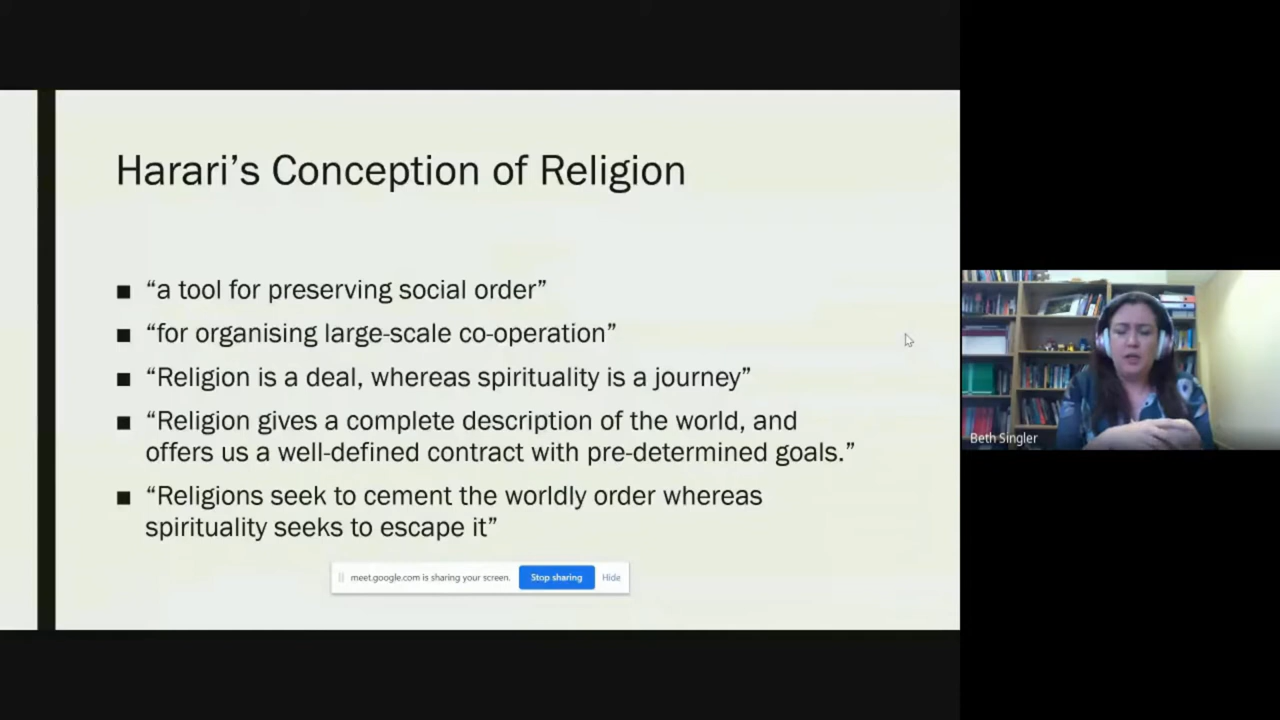 Harari’s Conception of Religion
■ “a tool for preserving social order”
■ “for organising large-scale co-operation”
■ “Religion is a deal, whereas spirituality is a journey”
■ “Religion gives a complete description of the world, and
offers us a well-defined contract with pre-determined goals.”
■ “Religions seek to cement the worldly order whereas
spirituality seeks to escape it”
meet.google.com is sharing your screen. Stop sharing Hide
Beth Singler